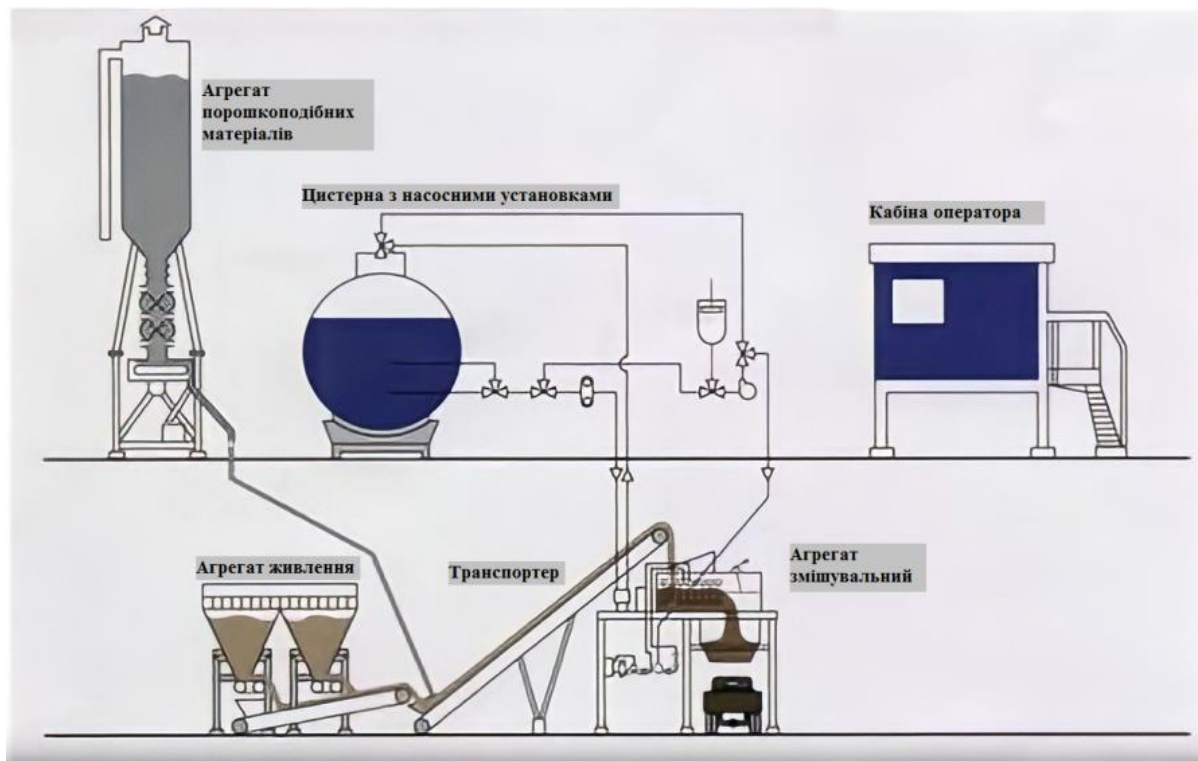 Агрегат
порошкоподібних
матеріалів
Цистерна з насосними установками
Кабіна оператора
Агрегат живлення
Транспортер
Агрегат
змішувальний